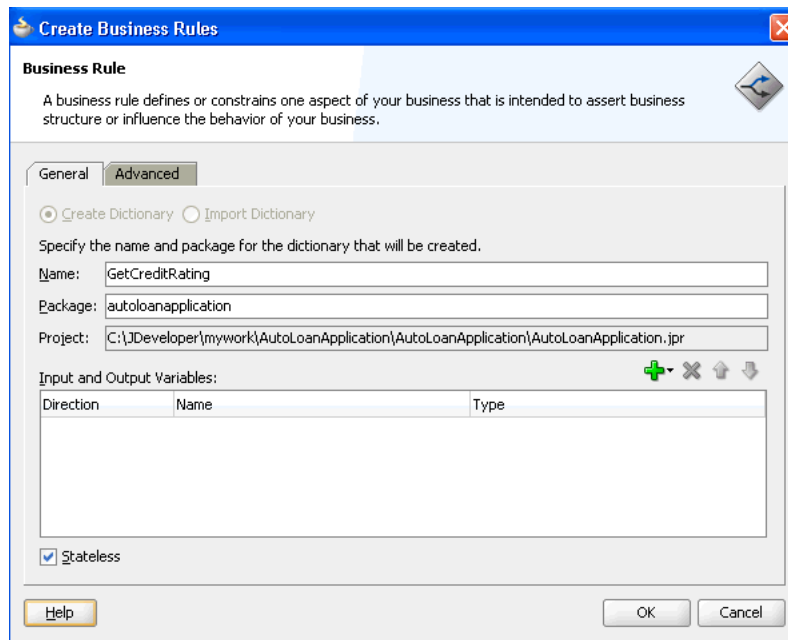 Create Business Rules
Business Rule
A business rule defines or constrains one aspect of your business that is intended to assert business
structure or influence the behavior of your business.
General Advanced
Create Dictionary Import Dictionary
Specify the name and package for the dictionary that will be created.
Name: GetCreditRating
Package: autoloanapplication
Project: C:\JDeveloper\mywork\AutoLoanApplication\AutoLoanApplication\AutoLoanApplication.jpr
Input and Output Variables:
Direction Name Type
Stateless
Help OK Cancel